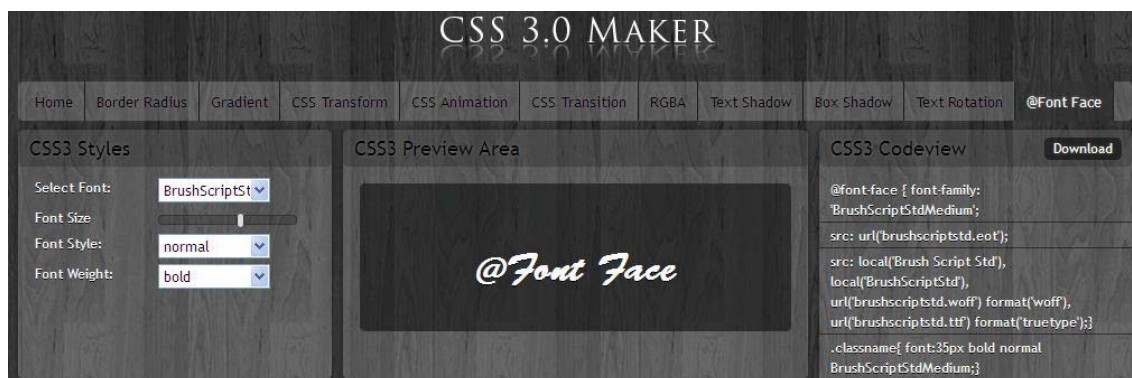 CSS 3.0 MAKER
Home Border Radius Gradient CSS Transform CSS Animation CSS Transition RGBA Text Shadow Box Shadow Text Rotation @Font Face
CSS3 Styles
Select Font: BrushScriptSt
Font Size
Font Style: normal
Font Weight: bold
CSS3 Preview Area
@Font Face
CSS3 Codeview Download
@font-face { font-family:
'BrushScriptStdMedium';
src: url('brushscriptstd.eot');
src: local('Brush Script Std'),
local('BrushScriptStd'),
url('brushscriptstd.woff') format('woff'),
url('brushscriptstd.ttf') format('truetype');}
.classname{ font:35px bold normal
BrushScriptStdMedium;}